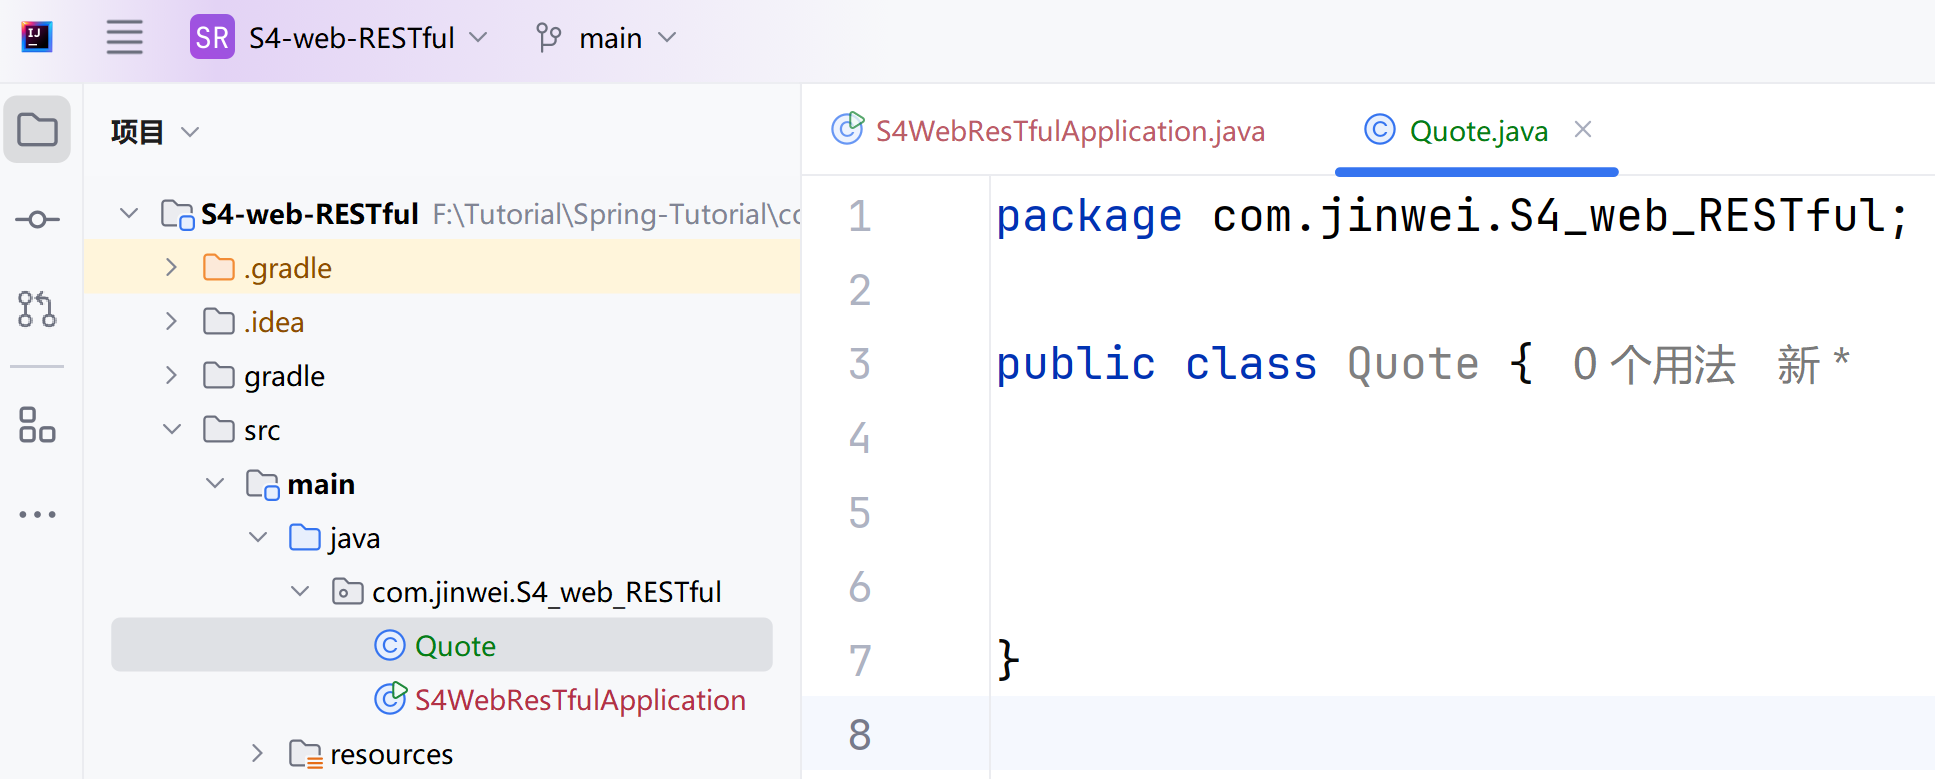 IJ
SR S4-web-RESTful main
项目
S4WebResTfulApplication.java Quote.java
S4-web-RESTful F:\Tutorial\Spring-Tutorial\co
.gradle
.idea
gradle
src
main
java
com.jinwei.S4_web_RESTful
Quote
S4WebResTfulApplication
resources
1 package com.jinwei.S4_web_RESTful;
2
3 public class Quote { 0 个用法 新 *
4
5
6
7 }
8